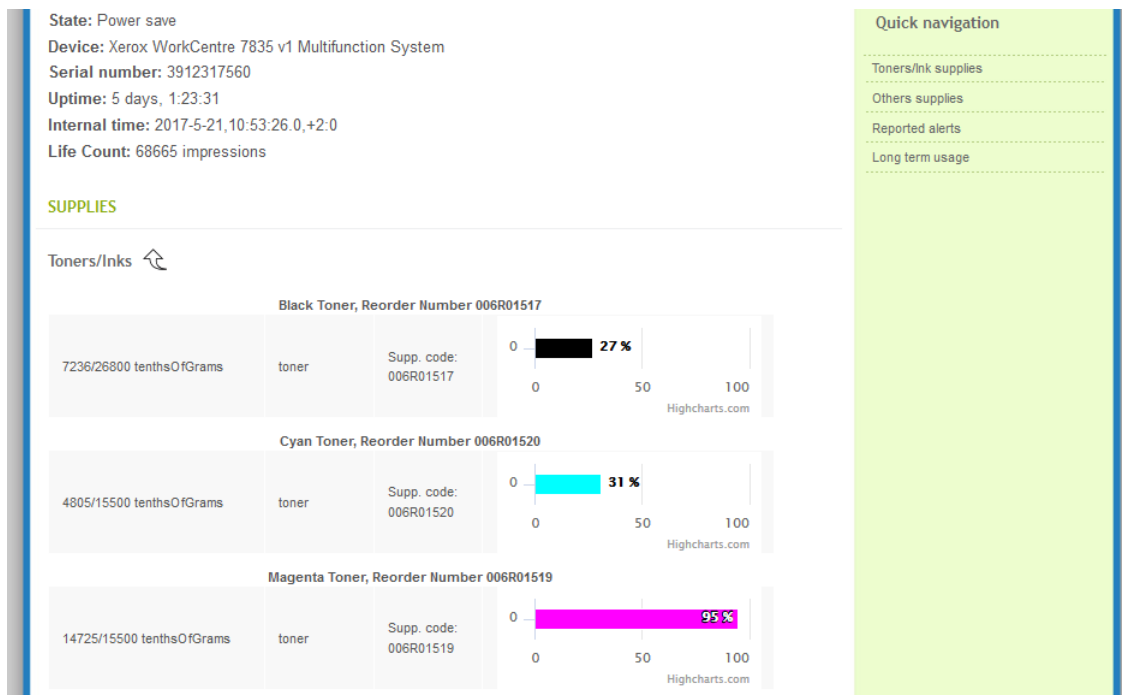 State: Power save
Device: Xerox WorkCentre 7835 v1 Multifunction System
Serial number: 3912317560
Uptime: 5 days, 1:23:31
Internal time: 2017-5-21,10:53:26.0,+2:0
Life Count: 68665 impressions
SUPPLIES
Toners/Inks
Black Toner, Reorder Number 006R01517
7236/26800 tenthsOfGrams
toner
Supp. code:
006R01517
0
27 %
0 50 100
Highcharts.com
Cyan Toner, Reorder Number 006R01520
4805/15500 tenthsOfGrams
toner
Supp. code:
006R01520
0
31 %
0 50 100
Highcharts.com
Magenta Toner, Reorder Number 006R01519
14725/15500 tenthsOfGrams
toner
Supp. code:
006R01519
0
95 %
0 50 100
Highcharts.com
Quick navigation
Toners/Ink supplies
Others supplies
Reported alerts
Long term usage